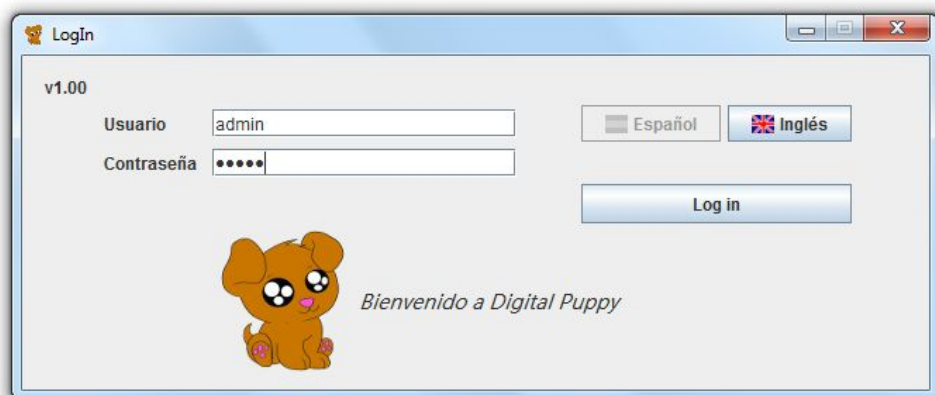 LogIn
v1.00
Usuario admin Español Inglés
Contraseña •••••
Log in
Bienvenido a Digital Puppy